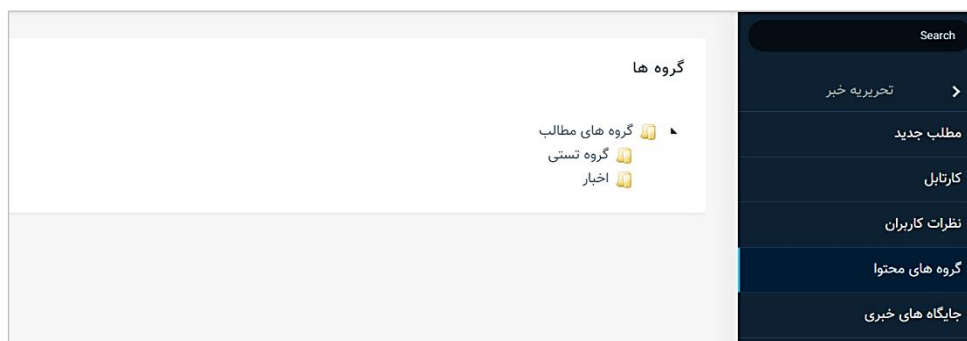 Search
تحریریه خبر
مطلب جدید
کارتابل
نظرات کاربران
گروه های محتوا
جایگاه های خبری
گروه ها
گروه های مطالب
گروه تستی
اخبار